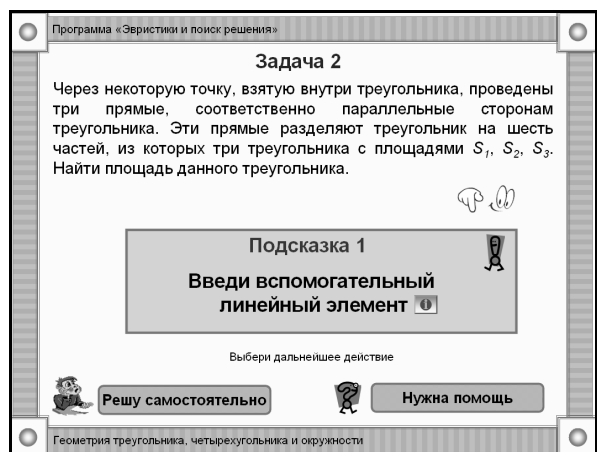 Программа «Эвристики и поиск решения»
Задача 2
Через некоторую точку, взятую внутри треугольника, проведены
три прямые, соответственно параллельные сторонам
треугольника. Эти прямые разделяют треугольник на шесть
частей, из которых три треугольника с площадями S₁, S₂, S₃.
Найти площадь данного треугольника.
Подсказка 1
Введи вспомогательный
линейный элемент
Выбери дальнейшее действие
Решу самостоятельно
Нужна помощь
Геометрия треугольника, четырехугольника и окружности